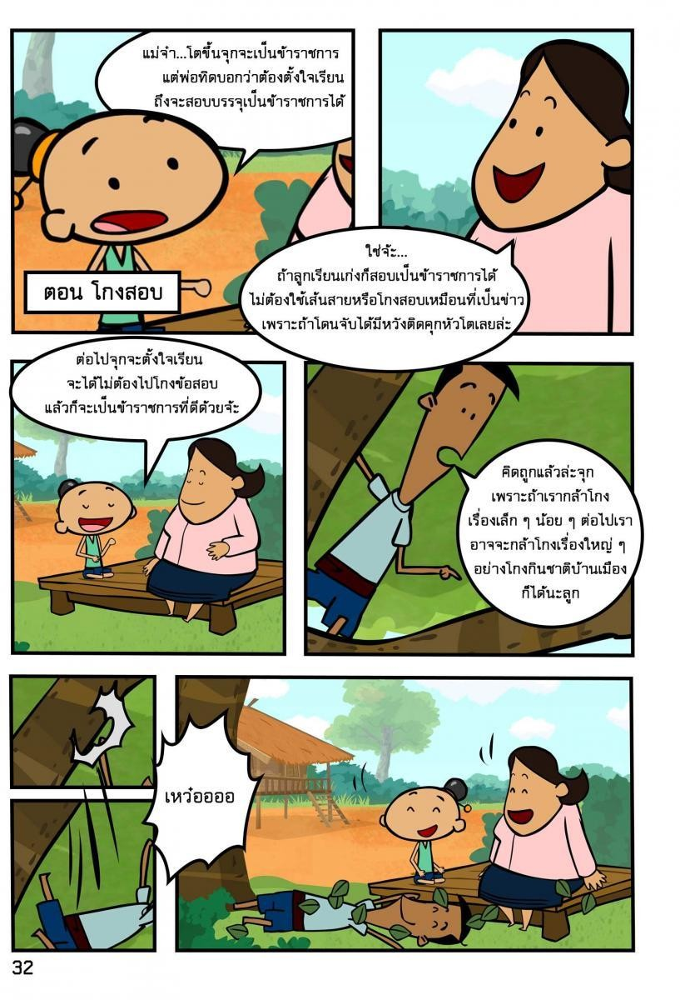 แม่จ๋า...โตขึ้นจุกจะเป็นข้าราชการ
แต่พ่อทิดบอกว่าต้องตั้งใจเรียน
ถึงจะสอบบรรจุเป็นข้าราชการได้
ตอน โกงสอบ
ใช่จ้ะ...
ถ้าลูกเรียนเก่งก็สอบเป็นข้าราชการได้
ไม่ต้องใช้เส้นสายหรือโกงสอบเหมือนที่เป็นข่าว
เพราะถ้าโดนจับได้มีหวังติดคุกหัวโตเลยล่ะ
ต่อไปจุกจะตั้งใจเรียน
จะได้ไม่ต้องไปโกงข้อสอบ
แล้วก็จะเป็นข้าราชการที่ดีด้วยจ้ะ
คิดถูกแล้วล่ะจุก
เพราะถ้าเรากล้าโกง
เรื่องเล็ก ๆ น้อย ๆ ต่อไปเรา
อาจจะกล้าโกงเรื่องใหญ่ ๆ
อย่างโกงกินชาติบ้านเมือง
ก็ได้นะลูก
เหว๋ออออ
32